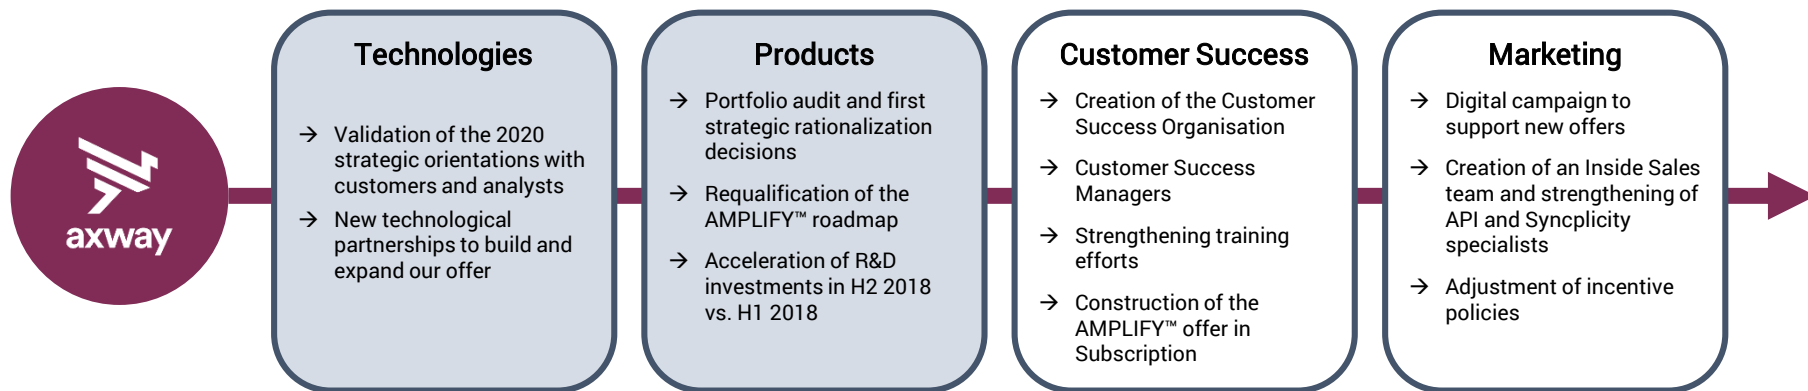 axway
Technologies
→ Validation of the 2020
strategic orientations with
customers and analysts
→ New technological
partnerships to build and
expand our offer
Products
→ Portfolio audit and first
strategic rationalization
decisions
→ Requalification of the
AMPLIFY™ roadmap
→ Acceleration of R&D
investments in H2 2018
vs. H1 2018
Customer Success
→ Creation of the Customer
Success Organisation
→ Customer Success
Managers
→ Strengthening training
efforts
→ Construction of the
AMPLIFY™ offer in
Subscription
Marketing
→ Digital campaign to
support new offers
→ Creation of an Inside Sales
team and strengthening of
API and Syncplicity
specialists
→ Adjustment of incentive
policies